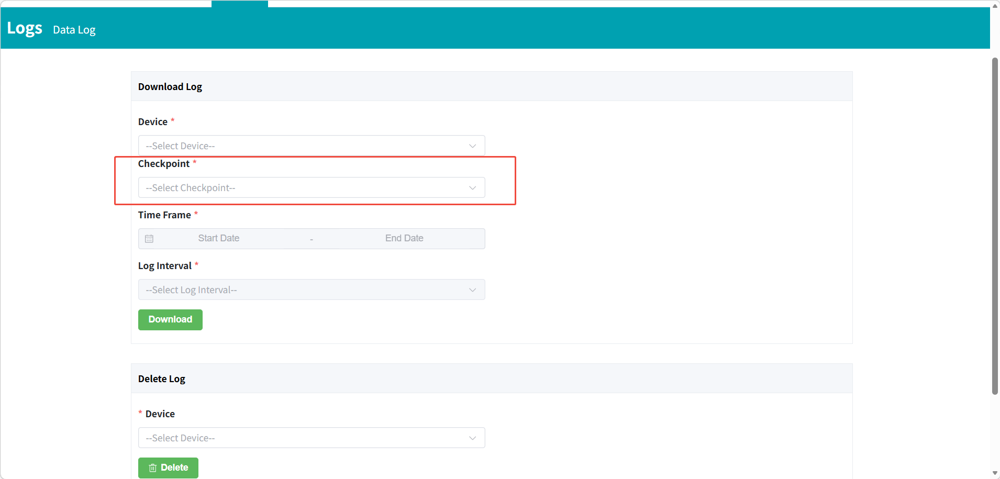 Logs Data Log
Download Log
Device *
--Select Device--
Checkpoint *
--Select Checkpoint--
Time Frame *
Start Date - End Date
Log Interval *
--Select Log Interval--
Download
Delete Log
* Device
--Select Device--
Delete